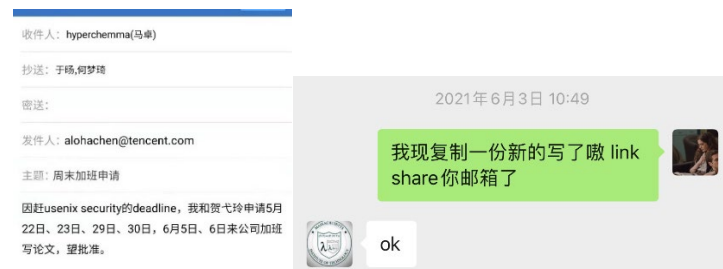 收件人：hyperchemma(马卓)
抄送：于旸,何梦琦
密送：
发件人：alohachen@tencent.com
主题：周末加班申请
因赶usenix security的deadline，我和贺弋玲申请5月
22日、23日、29日、30日，6月5日、6日来公司加班
写论文，望批准。
2021年6月3日 10:49
我现复制一份新的写了嗷 link
share你邮箱了
ok